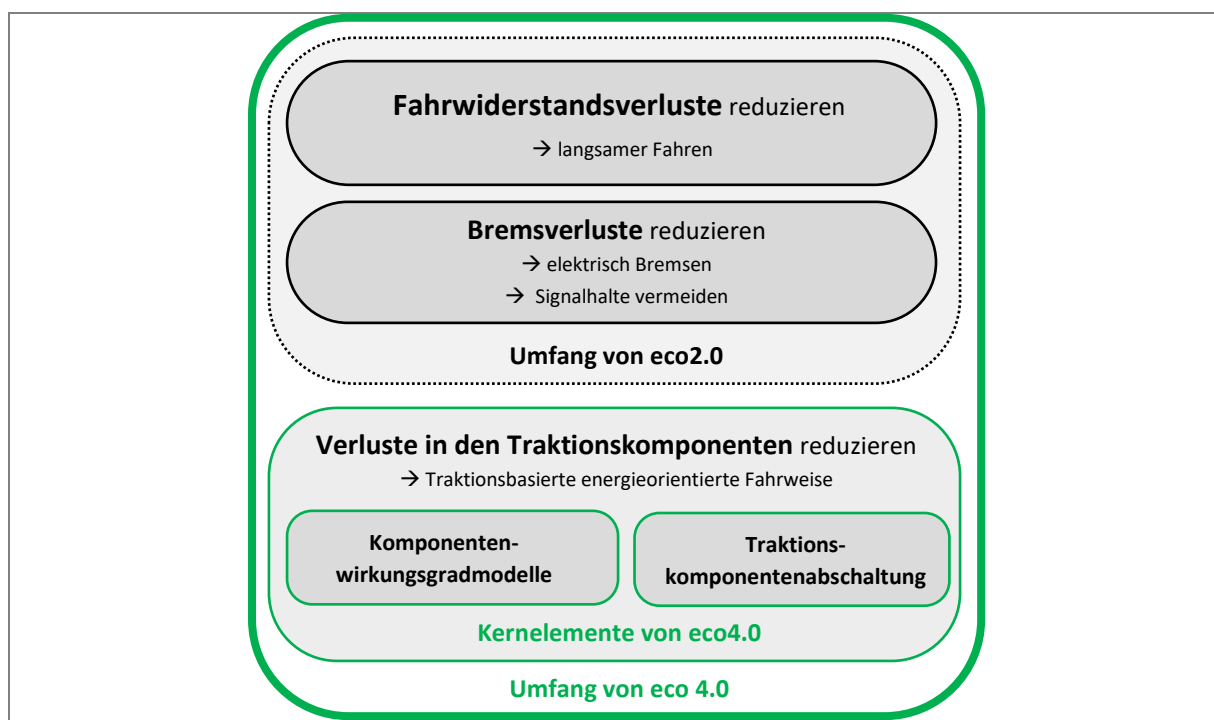 Fahrwiderstandsverluste reduzieren
→ langsamer Fahren
Bremsverluste reduzieren
→ elektrisch Bremsen
→ Signalhalte vermeiden
Umfang von eco2.0
Verluste in den Traktionskomponenten reduzieren
→ Traktionsbasierte energieorientierte Fahrweise
Komponenten-
wirkungsgradmodelle
Traktions-
komponentenabschaltung
Kernelemente von eco4.0
Umfang von eco 4.0